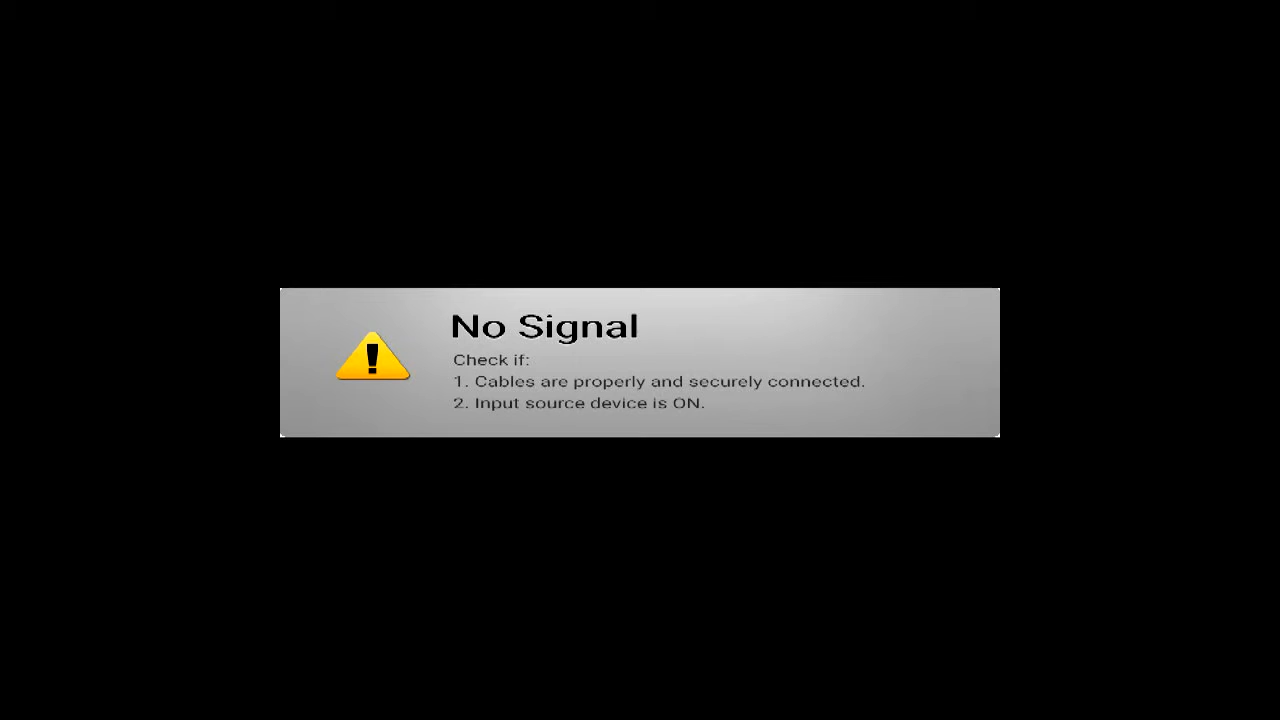 No Signal
Check if:
1. Cables are properly and securely connected.
2. Input source device is ON.